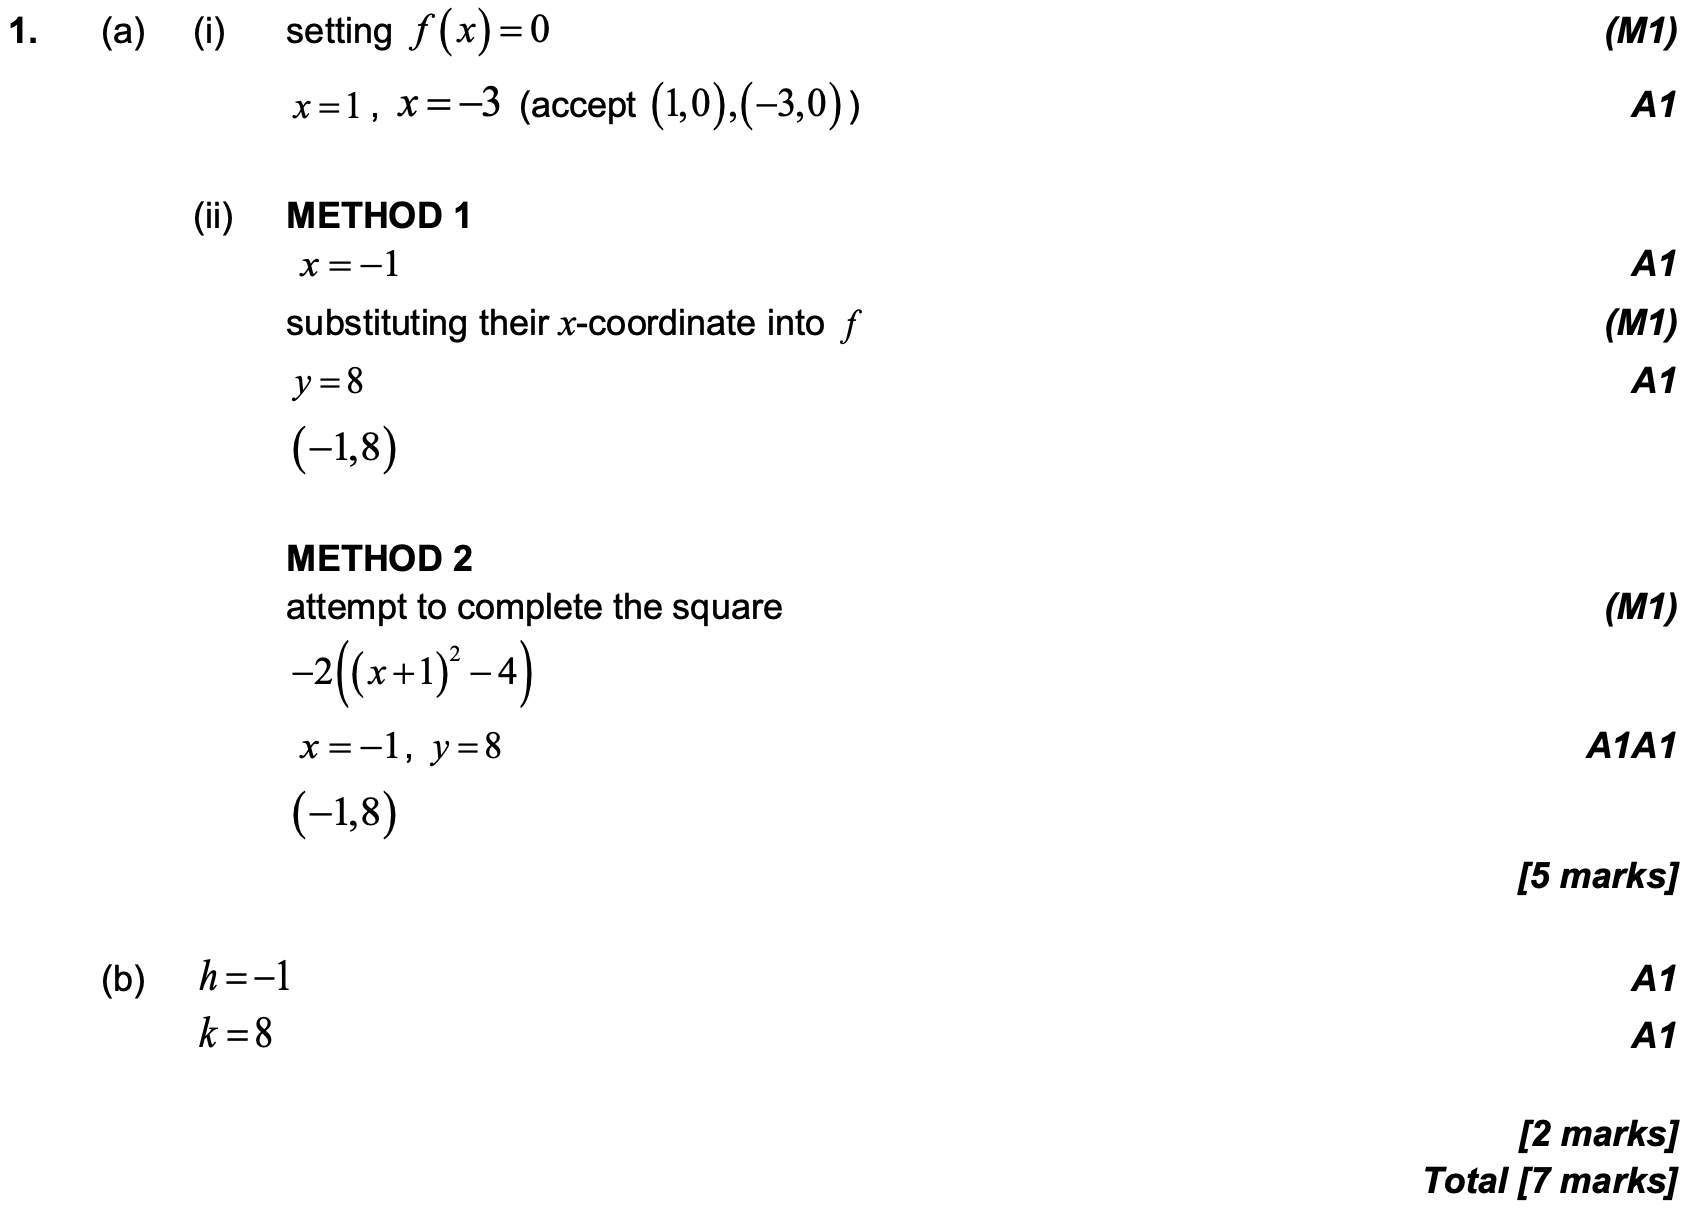 1. (a) (i) setting f(x)=0 (M1)
x=1, x=−3 (accept (1,0),(−3,0)) A1
(ii) METHOD 1
x=−1 A1
substituting their x-coordinate into f (M1)
y=8 A1
(−1,8)
METHOD 2
attempt to complete the square (M1)
−2((x+1)²−4)
x=−1, y=8 A1A1
(−1,8)
[5 marks]
(b) h=−1 A1
k=8 A1
[2 marks]
Total [7 marks]